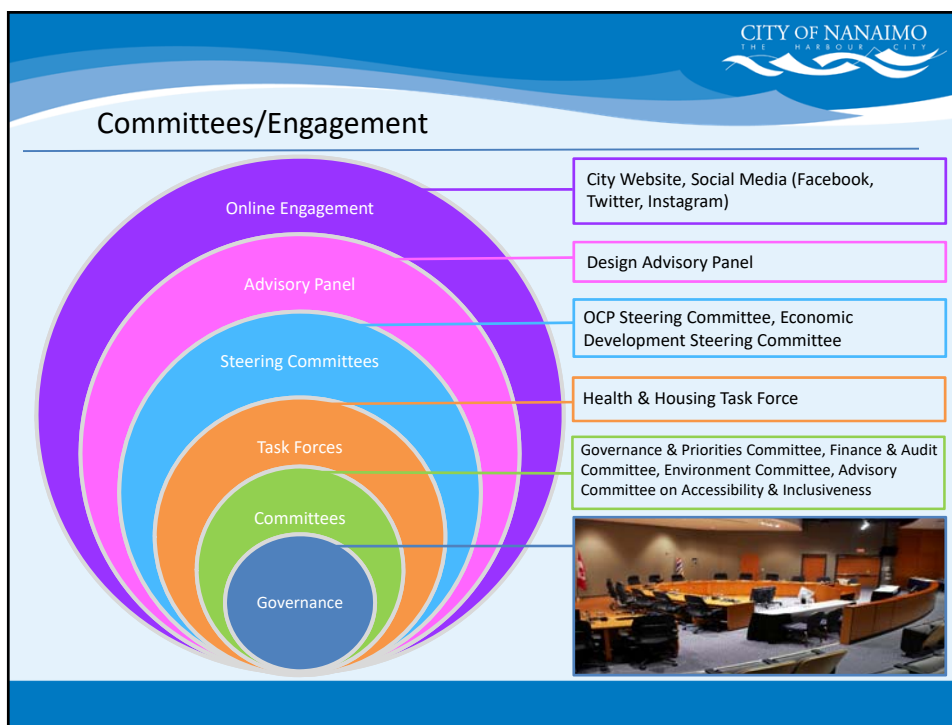 CITY OF NANAIMO
THE HARBOUR CITY
Committees/Engagement
Online Engagement
City Website, Social Media (Facebook,
Twitter, Instagram)
Advisory Panel
Design Advisory Panel
Steering Committees
OCP Steering Committee, Economic
Development Steering Committee
Task Forces
Health & Housing Task Force
Committees
Governance & Priorities Committee, Finance & Audit
Committee, Environment Committee, Advisory
Committee on Accessibility & Inclusiveness
Governance